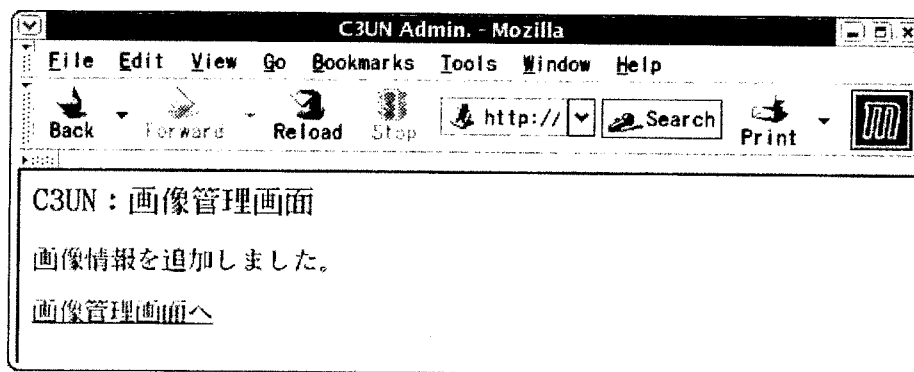 C3UN Admin. - Mozilla
File Edit View Go Bookmarks Tools Window Help
Back Forward Reload Stop http:// Search Print
C3UN：画像管理画面
画像情報を追加しました。
画像管理画面へ